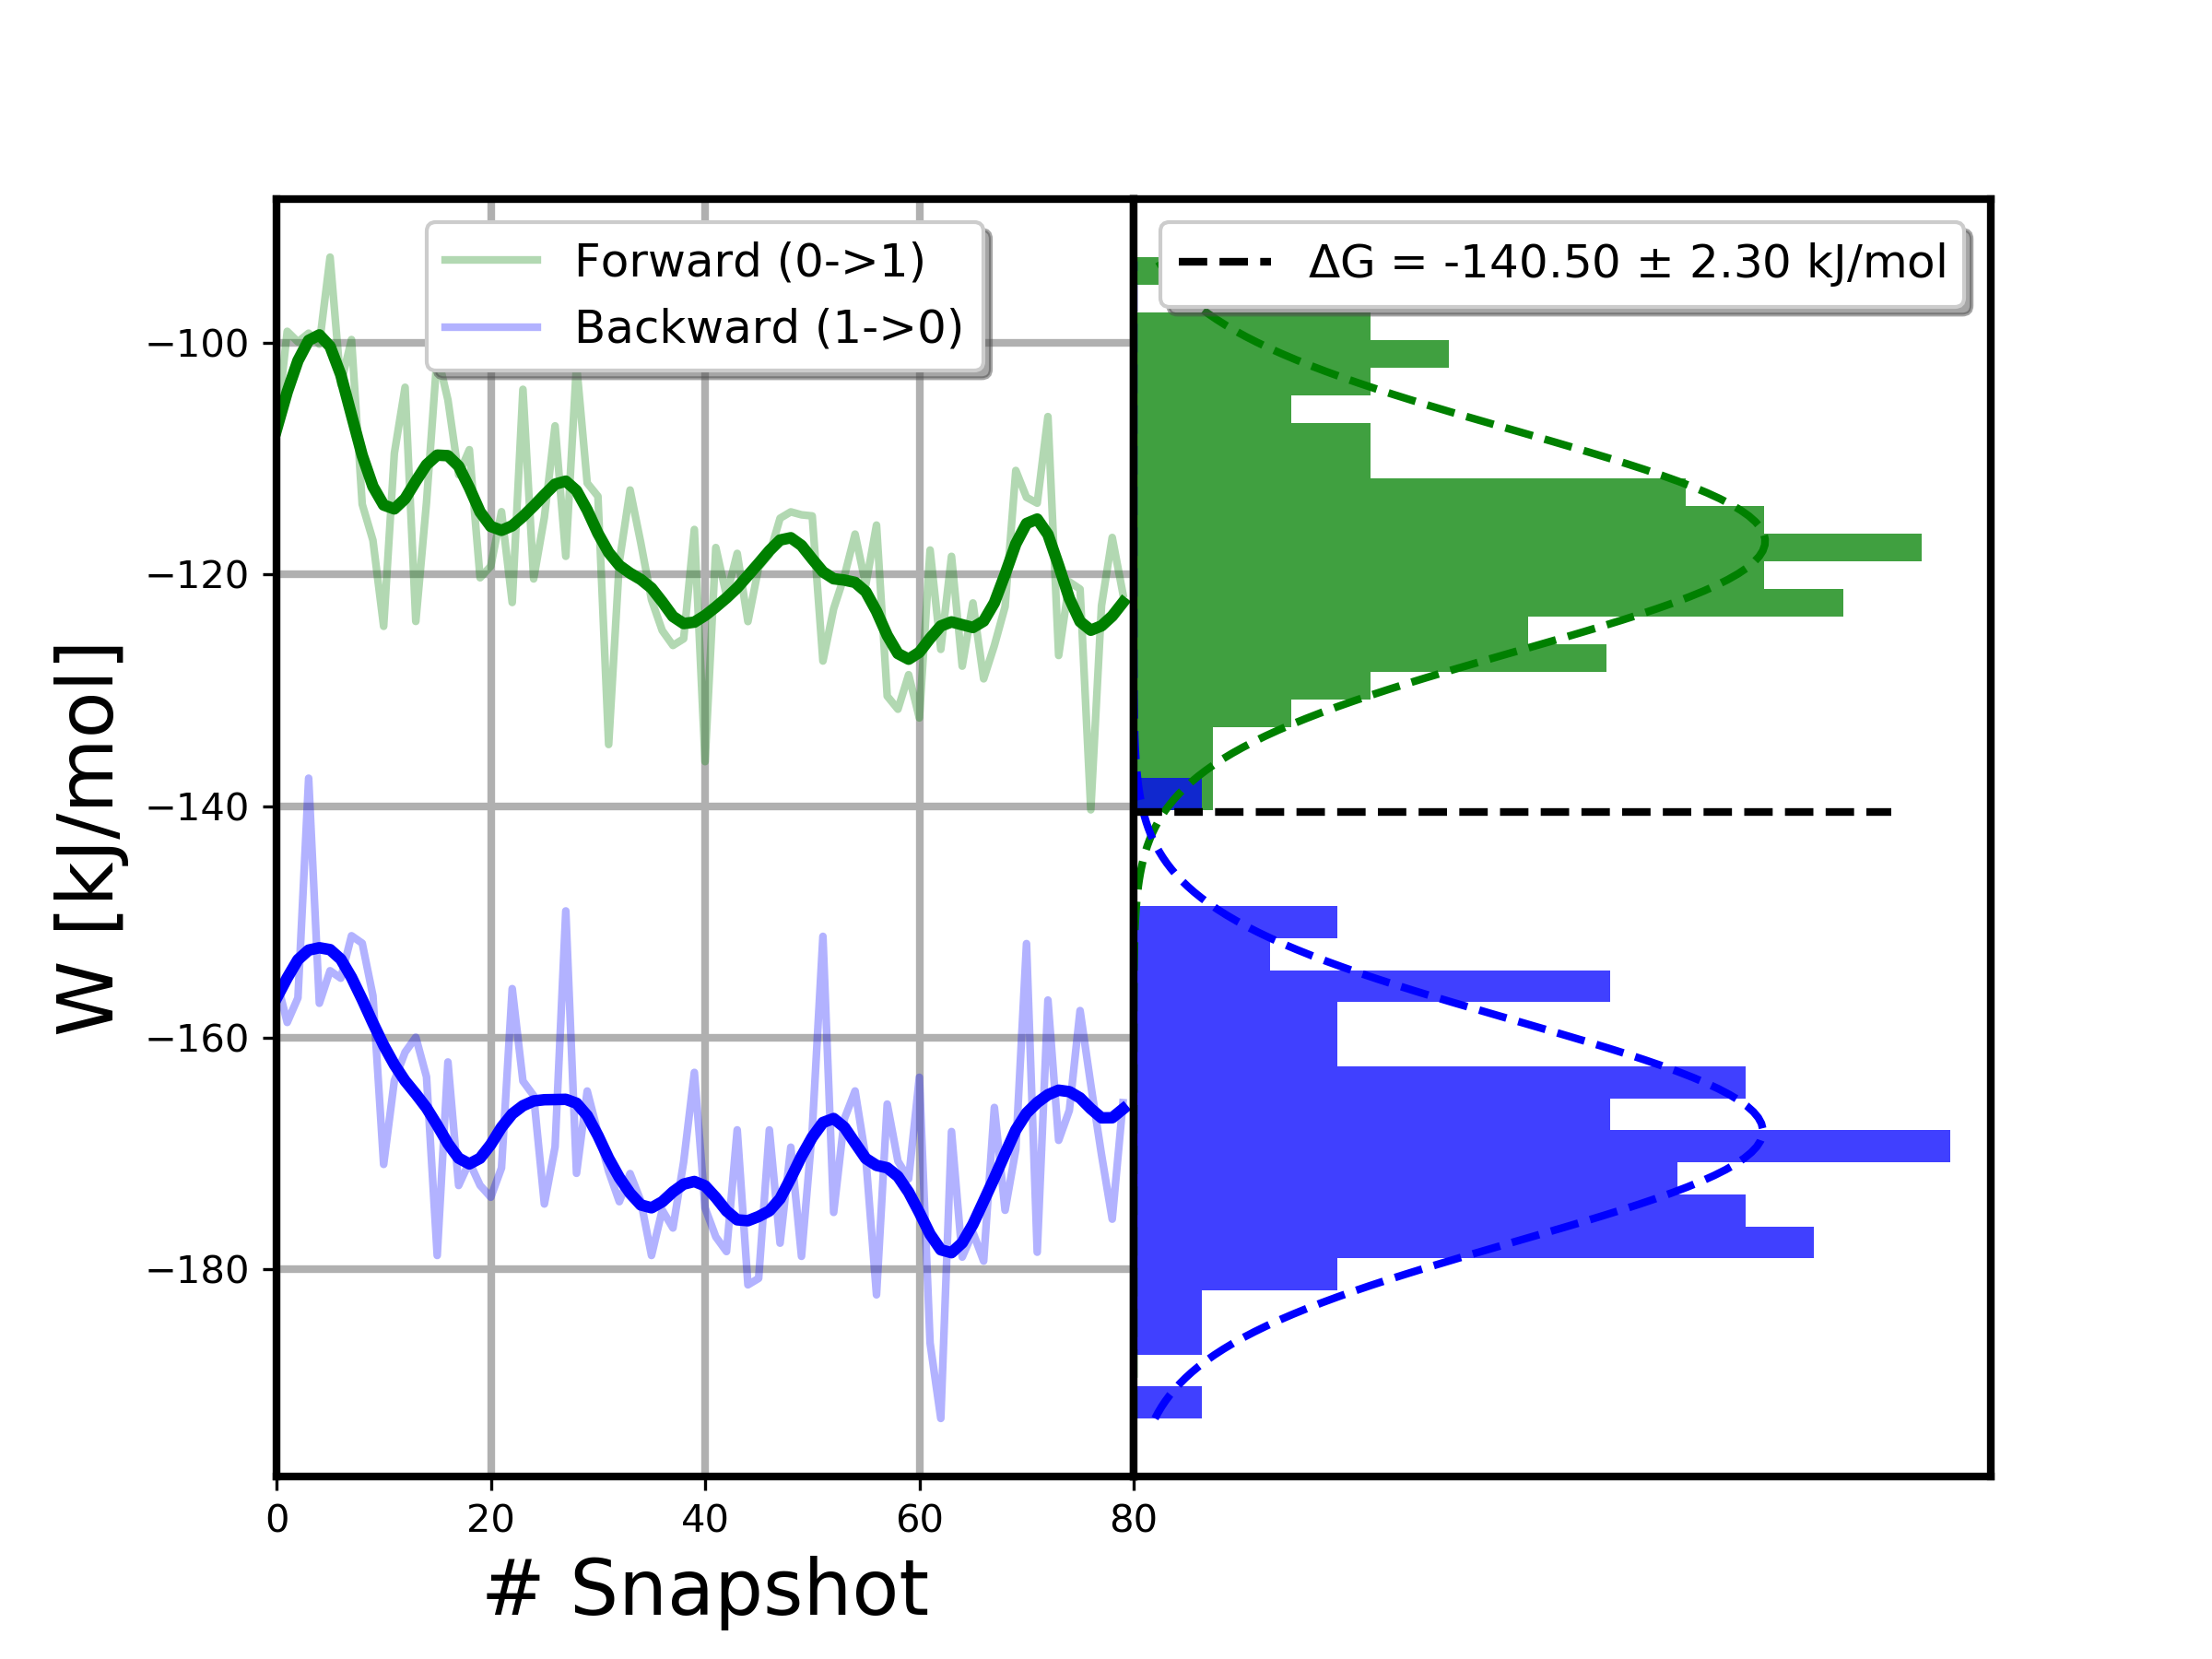 Forward (0->1)
Backward (1->0)
ΔG = -140.50 ± 2.30 kJ/mol
W [kJ/mol]
−100
−120
−140
−160
−180
0 20 40 60 80
# Snapshot